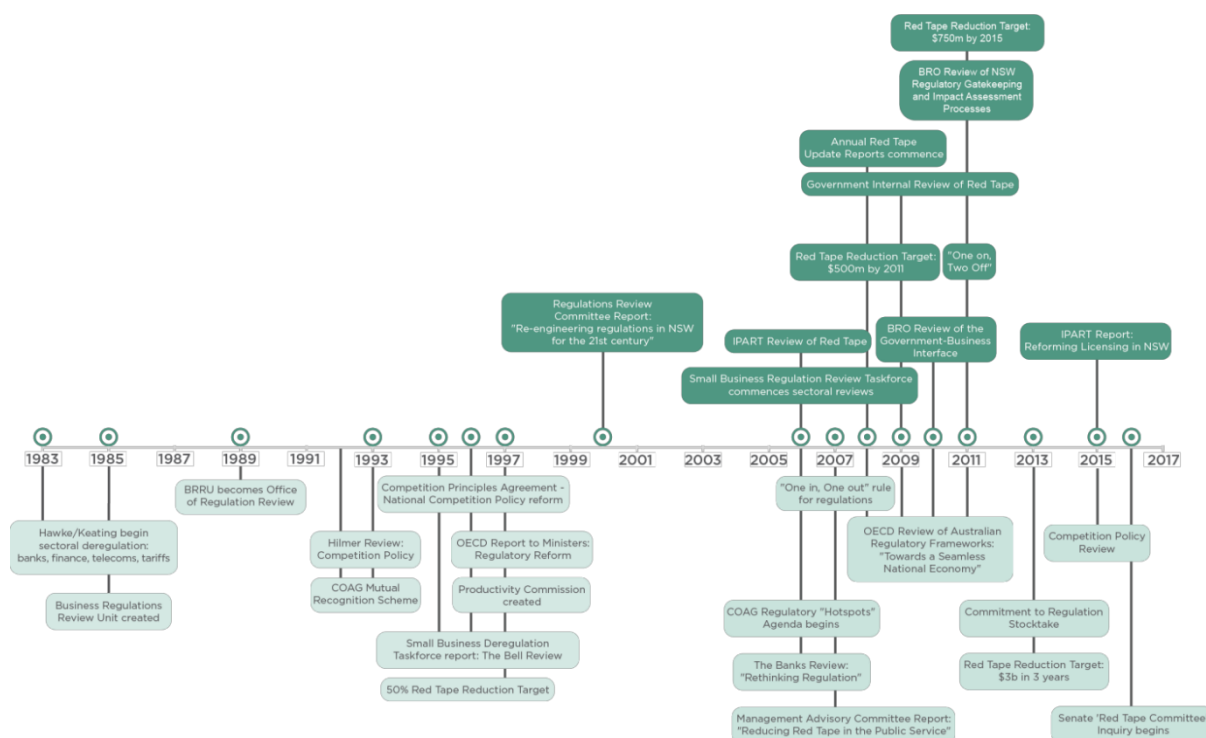 Red Tape Reduction Target:
$750m by 2015
BRO Review of NSW
Regulatory Gatekeeping
and Impact Assessment
Processes
Annual Red Tape
Update Reports commence
Government Internal Review of Red Tape
Red Tape Reduction Target:
$500m by 2011
"One on,
Two Off"
Regulations Review
Committee Report:
"Re-engineering regulations in NSW
for the 21st century"
IPART Review of Red Tape
BRO Review of the
Government-Business
Interface
IPART Report:
Reforming Licensing in NSW
Small Business Regulation Review Taskforce
commences sectoral reviews
1983 1985 1987 1989 1991 1993 1995 1997 1999 2001 2003 2005 2007 2009 2011 2013 2015 2017
BRRU becomes Office
of Regulation Review
Competition Principles Agreement -
National Competition Policy reform
"One in, One out" rule
for regulations
Hawke/Keating begin
sectoral deregulation:
banks, finance, telecoms, tariffs
Hilmer Review:
Competition Policy
OECD Report to Ministers:
Regulatory Reform
OECD Review of Australian
Regulatory Frameworks:
"Towards a Seamless
National Economy"
Competition Policy
Review
COAG Mutual
Recognition Scheme
Productivity Commission
created
Business Regulations
Review Unit created
COAG Regulatory "Hotspots"
Agenda begins
Commitment to Regulation
Stocktake
Small Business Deregulation
Taskforce report: The Bell Review
The Banks Review:
"Rethinking Regulation"
Red Tape Reduction Target:
$3b in 3 years
50% Red Tape Reduction Target
Management Advisory Committee Report:
"Reducing Red Tape in the Public Service"
Senate 'Red Tape Committee
Inquiry begins